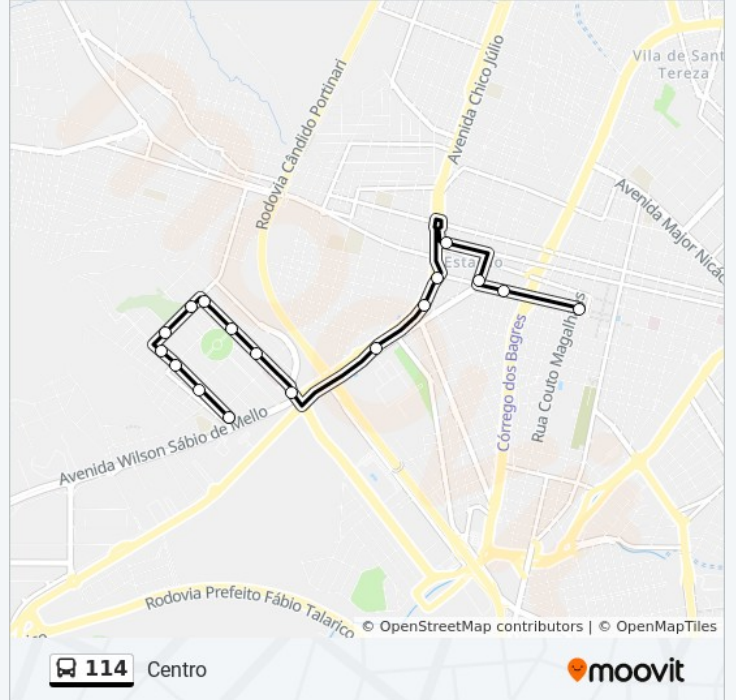 Vila de Sant
Tereza
Avenida Chico Júlio
Rodovia Cândido Portinari
Avenida Major Nicác
Estação
Rua Couto Magalhães
Córrego dos Bagres
Avenida Wilson Sábio de Mello
Rodovia Prefeito Fábio Talarico
© OpenStreetMap contributors | © OpenMapTiles
114 Centro
moovit